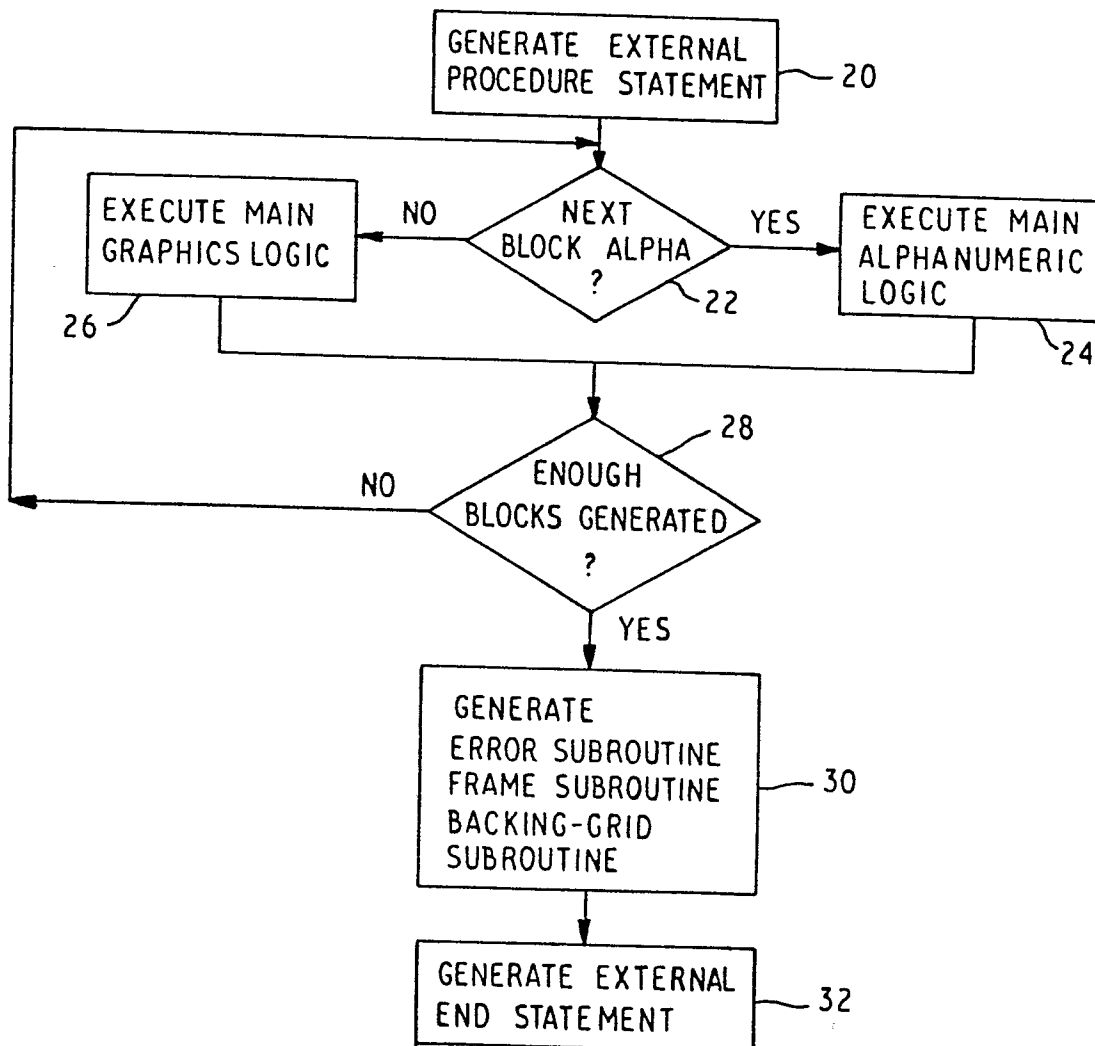 GENERATE EXTERNAL
PROCEDURE STATEMENT
20
EXECUTE MAIN
GRAPHICS LOGIC
26
NO
NEXT
BLOCK ALPHA
?
22
YES
EXECUTE MAIN
ALPHANUMERIC
LOGIC
24
28
ENOUGH
BLOCKS GENERATED
?
NO
YES
GENERATE
ERROR SUBROUTINE
FRAME SUBROUTINE
BACKING-GRID
SUBROUTINE
30
GENERATE EXTERNAL
END STATEMENT
32